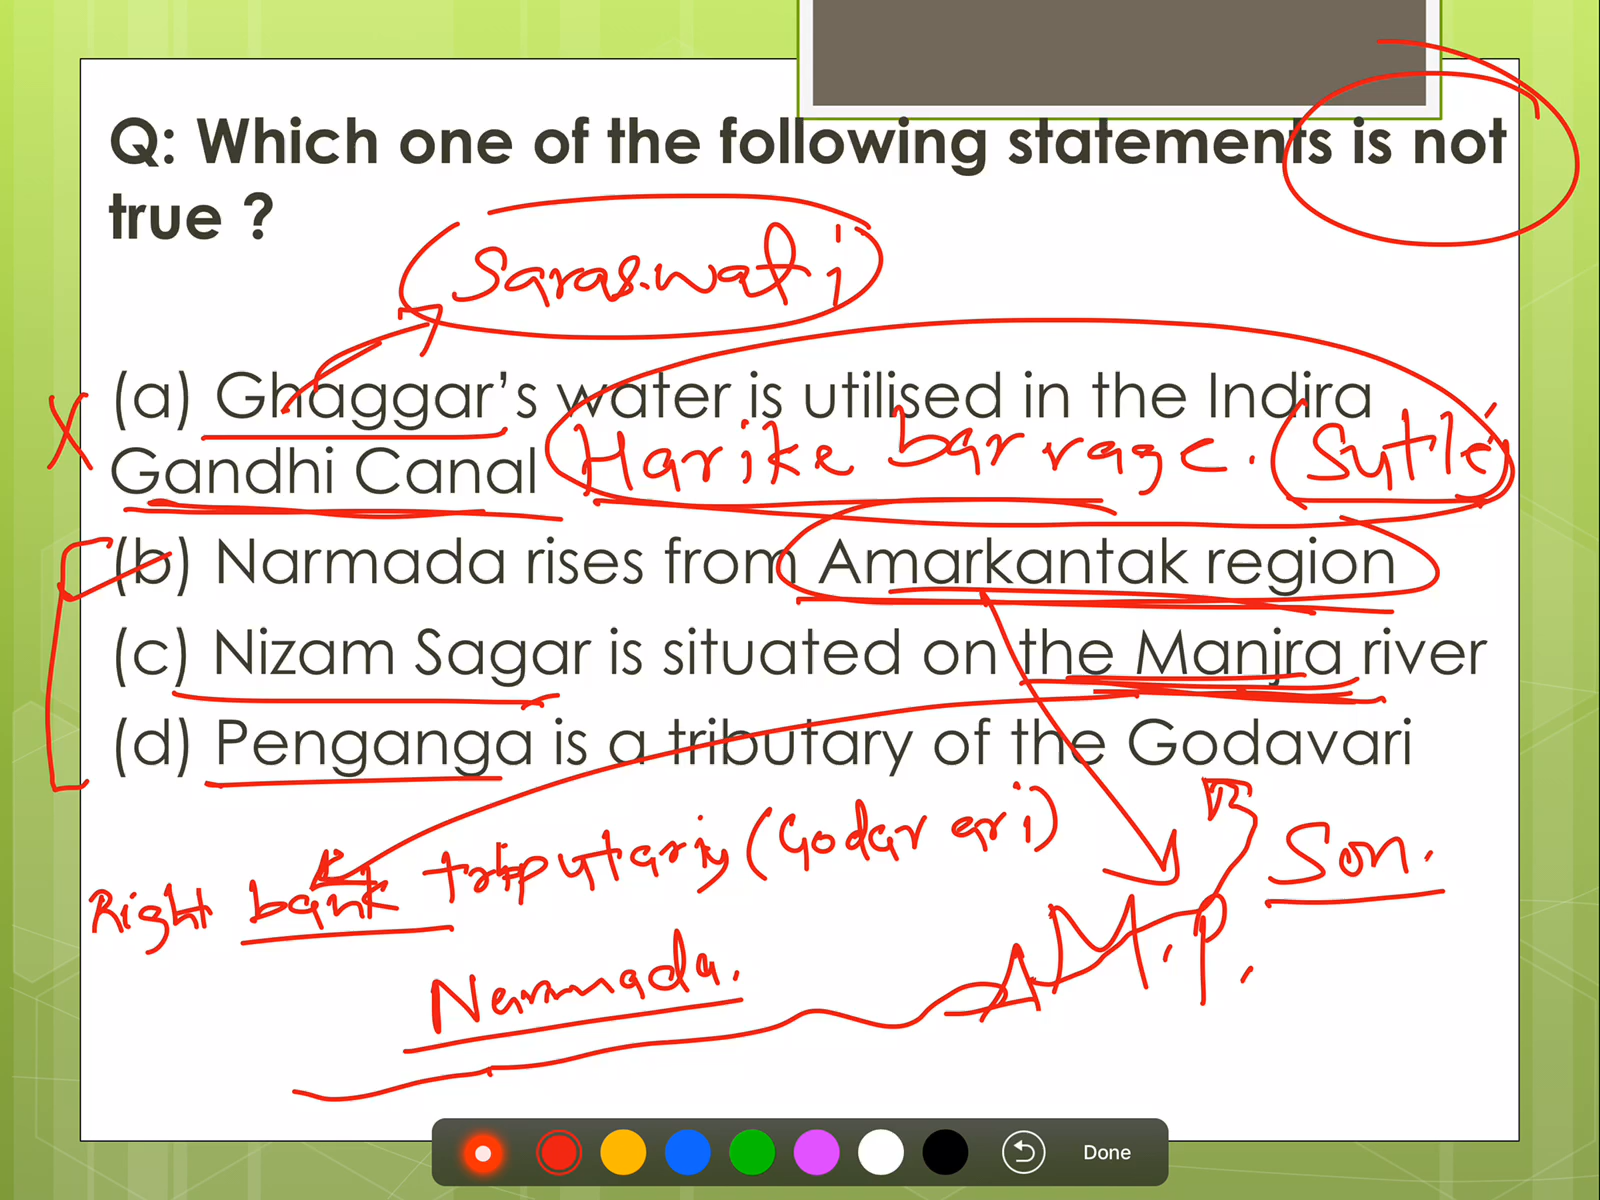 Q: Which one of the following statements is not
true ?
Saraswati
(a) Ghaggar's water is utilised in the Indira
Gandhi Canal Harike barrage. (Sutle
(b) Narmada rises from Amarkantak region
(c) Nizam Sagar is situated on the Manjra river
(d) Penganga is a tributary of the Godavari
Right bank (Godavari)
Son.
M.P.
Narmada.
Done